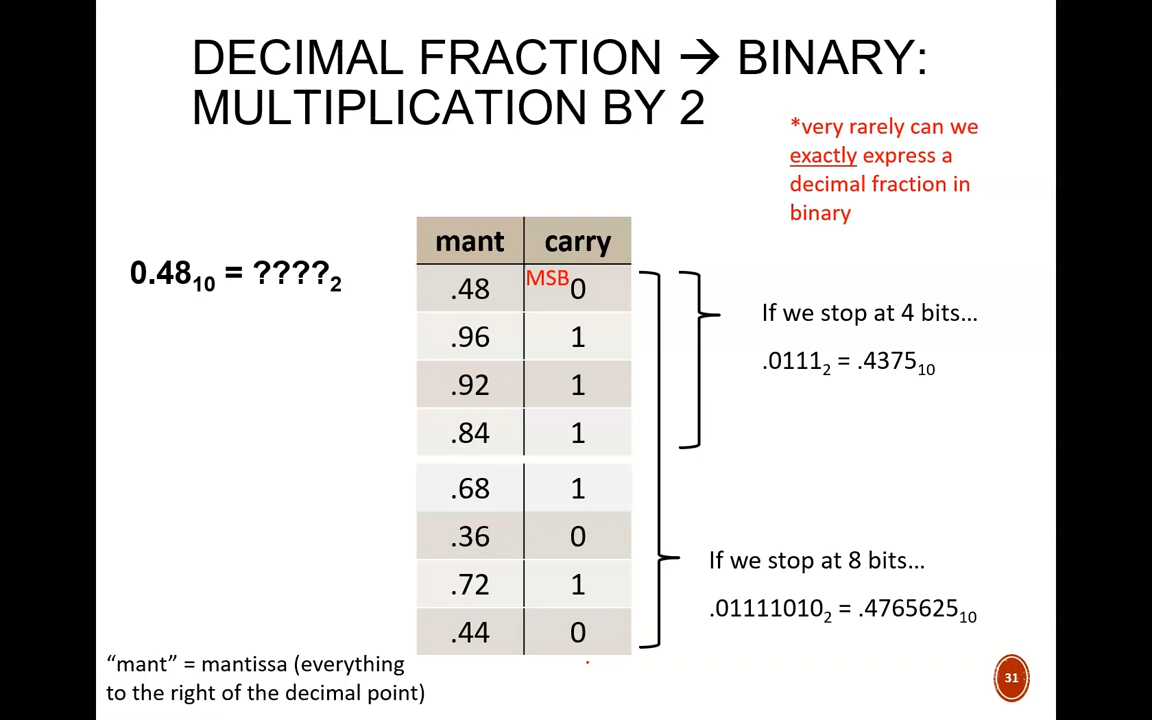 DECIMAL FRACTION → BINARY:
MULTIPLICATION BY 2
*very rarely can we
exactly express a
decimal fraction in
binary
0.48₁₀ = ????₂
mant carry
.48 MSB 0
.96 1
.92 1
.84 1
.68 1
.36 0
.72 1
.44 0
If we stop at 4 bits...
.0111₂ = .4375₁₀
If we stop at 8 bits...
.01111010₂ = .4765625₁₀
“mant” = mantissa (everything
to the right of the decimal point)
31